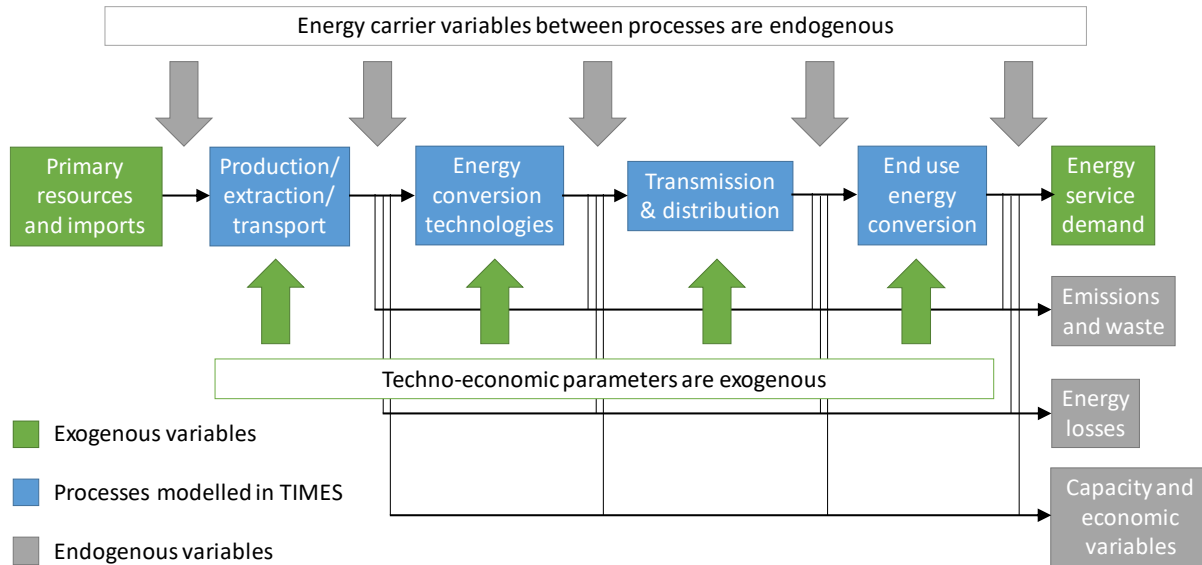 Energy carrier variables between processes are endogenous
Primary
resources
and imports
Production/
extraction/
transport
Energy
conversion
technologies
Transmission
& distribution
End use
energy
conversion
Energy
service
demand
Emissions
and waste
Techno-economic parameters are exogenous
Energy
losses
Capacity and
economic
variables
Exogenous variables
Processes modelled in TIMES
Endogenous variables